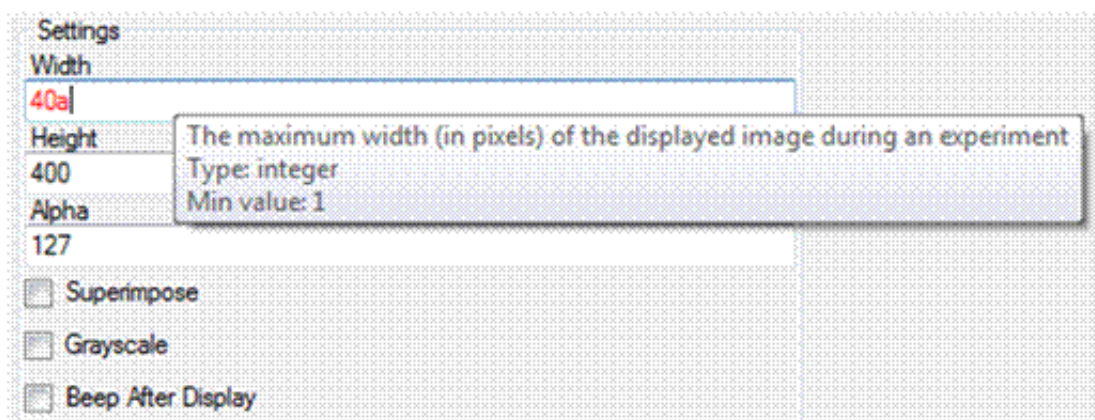 Settings
Width
40a
The maximum width (in pixels) of the displayed image during an experiment
Type: integer
Min value: 1
Height
400
Alpha
127
Superimpose
Grayscale
Beep After Display